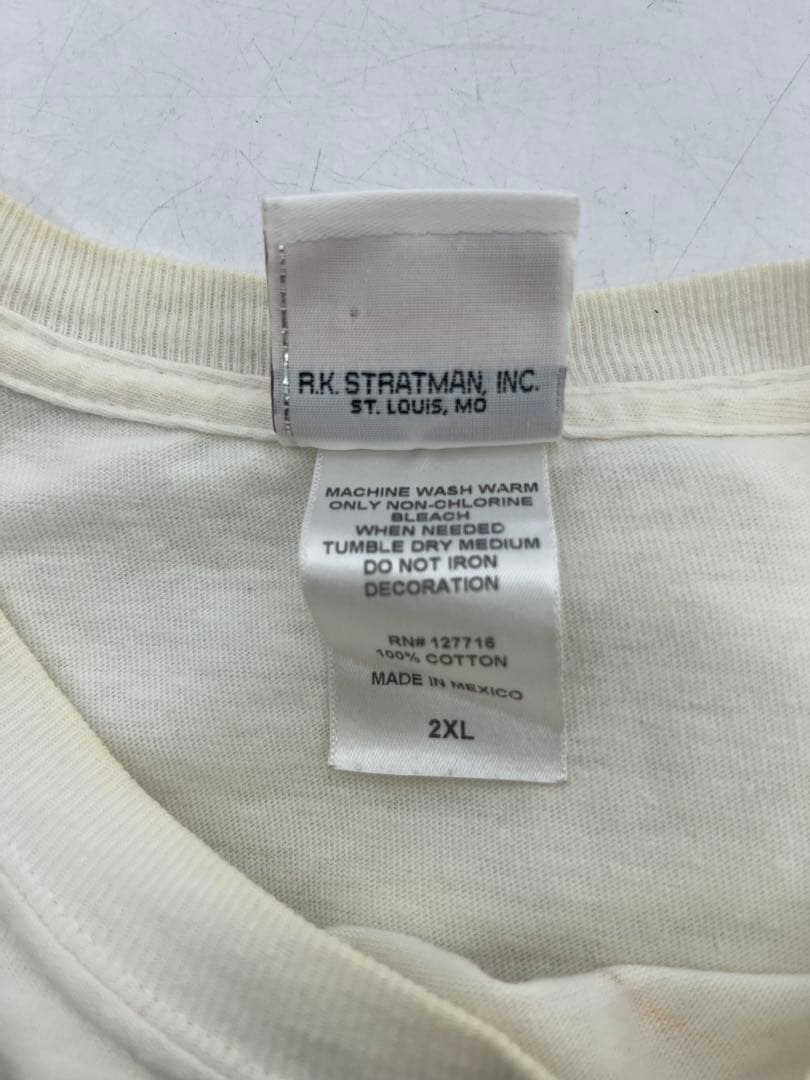 R.K. STRATMAN, INC.
ST. LOUIS, MO
MACHINE WASH WARM
ONLY NON-CHLORINE
BLEACH
WHEN NEEDED
TUMBLE DRY MEDIUM
DO NOT IRON
DECORATION
RN# 127716
100% COTTON
MADE IN MEXICO
2XL